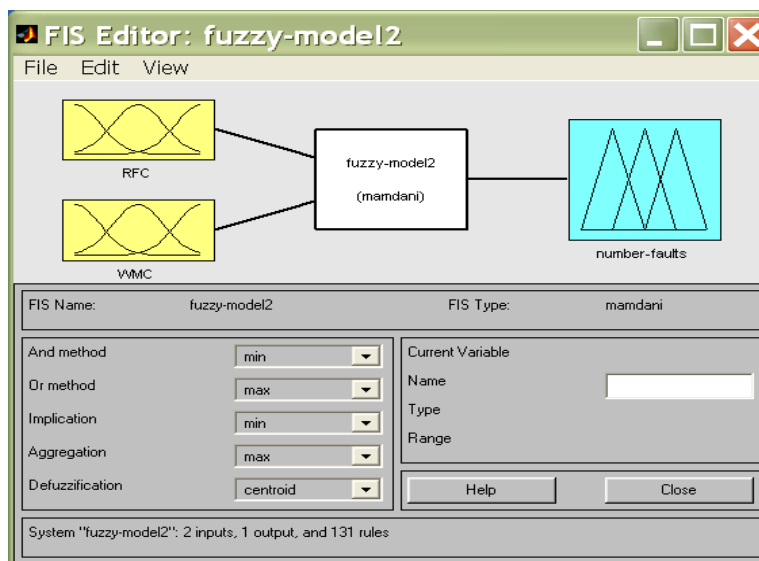 FIS Editor: fuzzy-model2
File Edit View
RFC
WMC
fuzzy-model2
(mamdani)
number-faults
FIS Name: fuzzy-model2 FIS Type: mamdani
And method min
Or method max
Implication min
Aggregation max
Defuzzification centroid
Current Variable
Name
Type
Range
Help Close
System "fuzzy-model2": 2 inputs, 1 output, and 131 rules